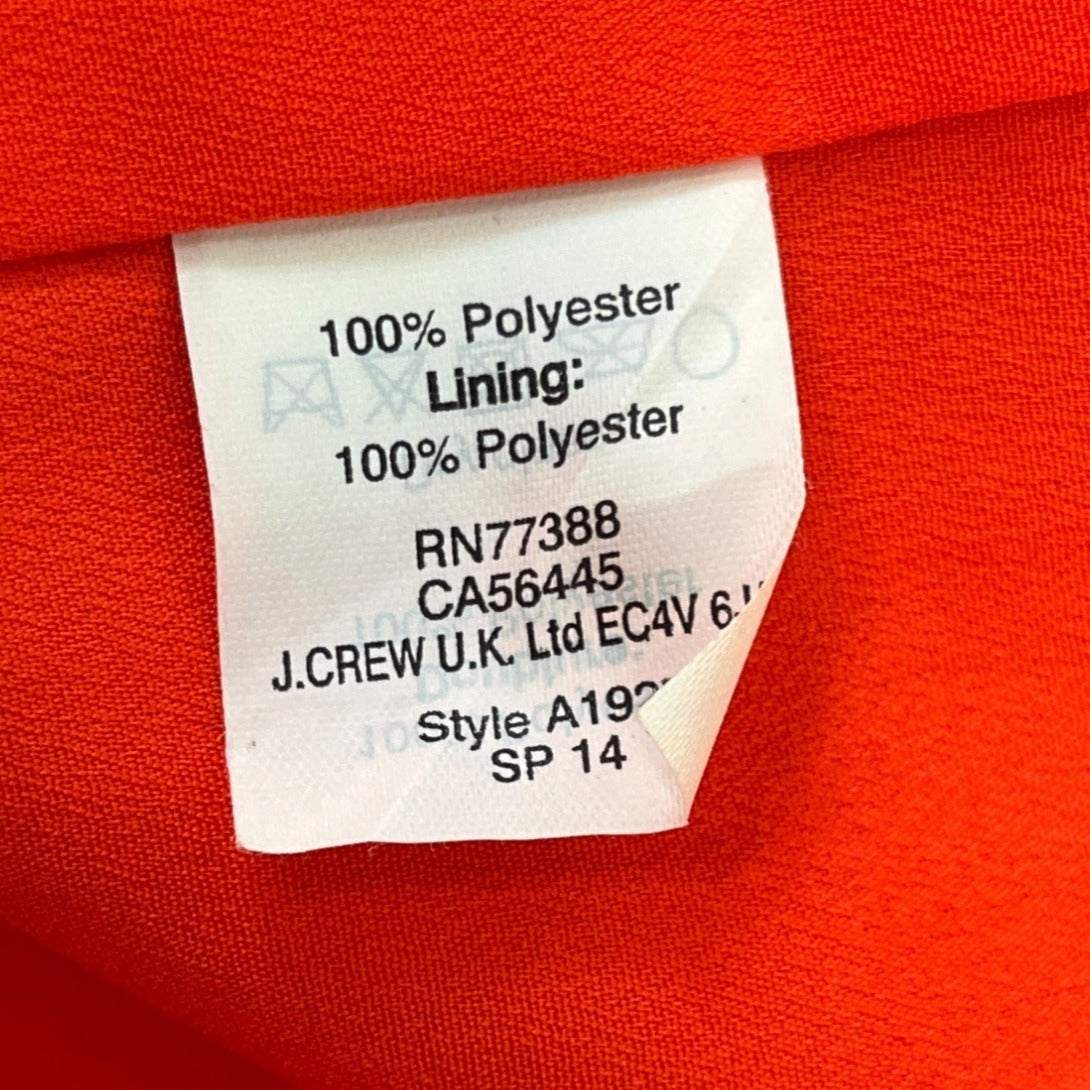 100% Polyester
Lining:
100% Polyester
RN77388
CA56445
J.CREW U.K. Ltd EC4V
Style
SP 14